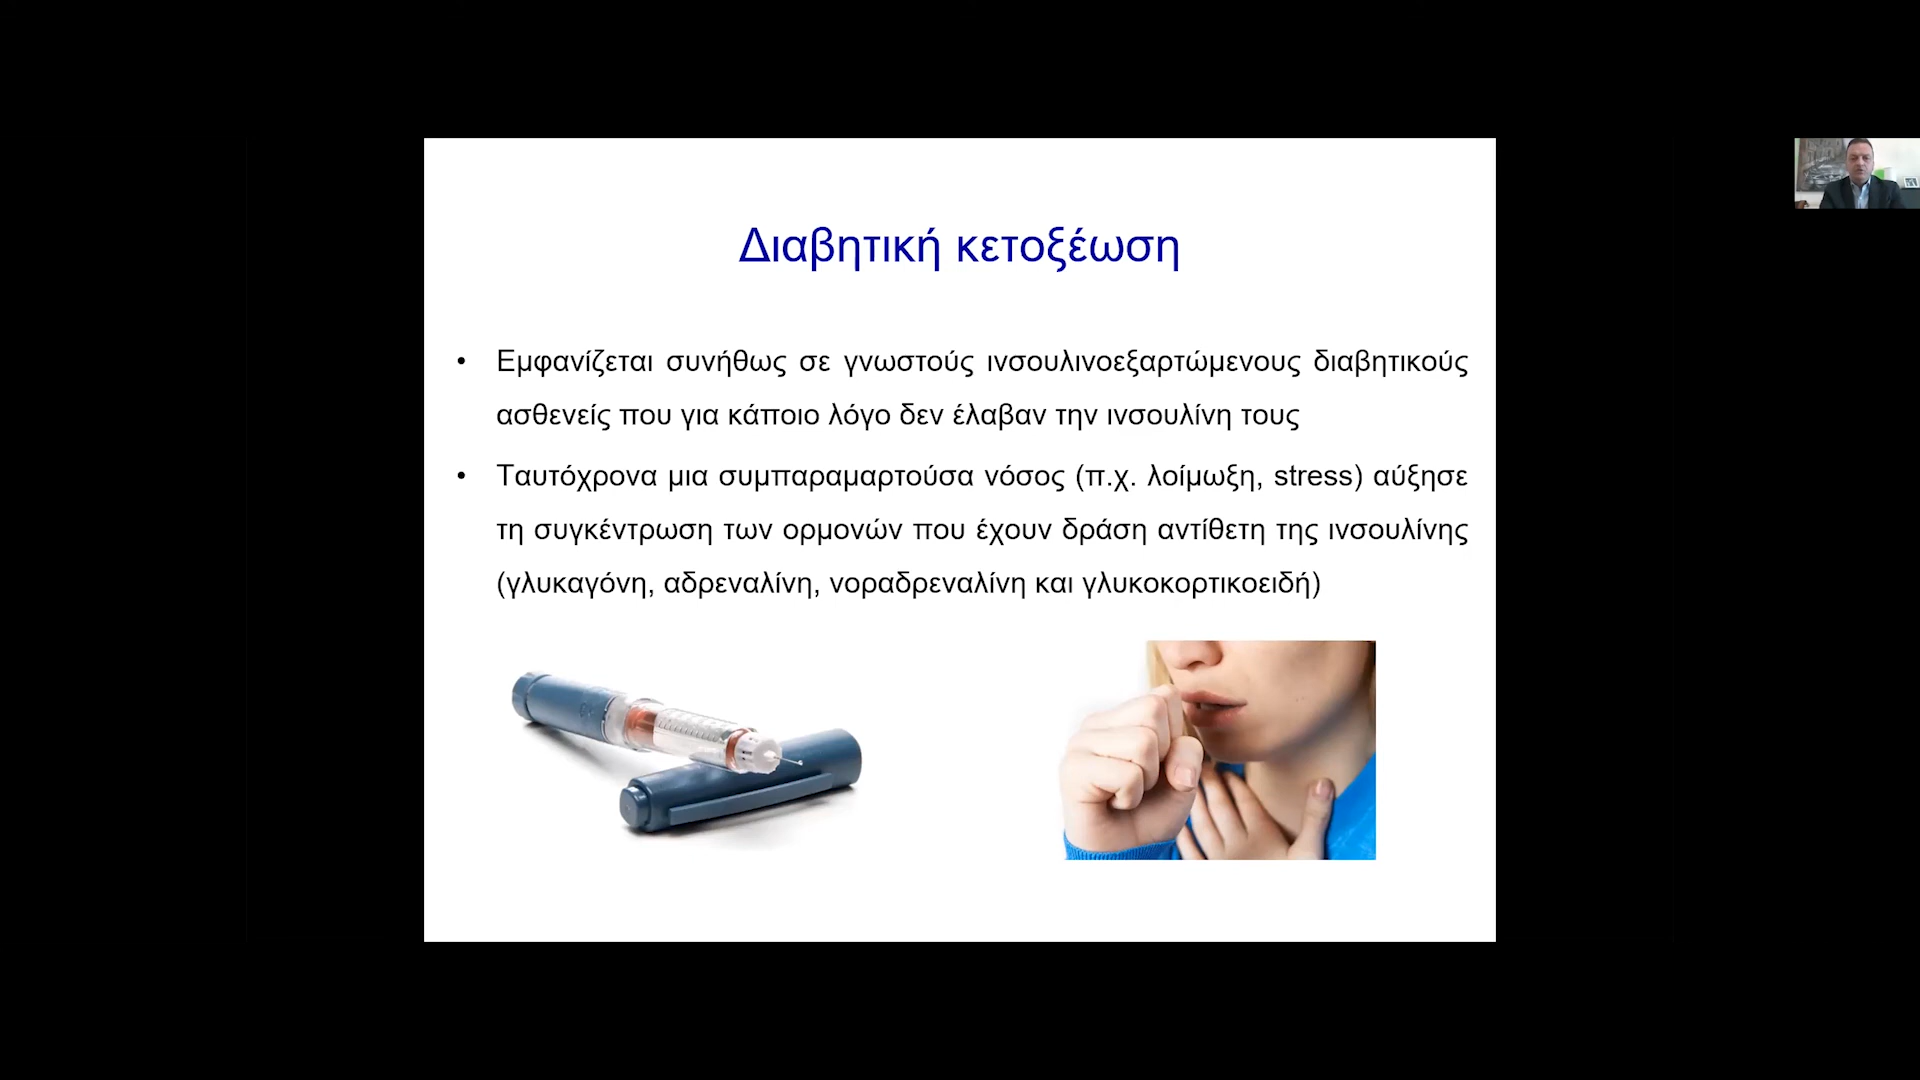 Διαβητική κετοξέωση
• Εμφανίζεται συνήθως σε γνωστούς ινσουλινοεξαρτώμενους διαβητικούς
ασθενείς που για κάποιο λόγο δεν έλαβαν την ινσουλίνη τους
• Ταυτόχρονα μια συμπαραμαρτούσα νόσος (π.χ. λοίμωξη, stress) αύξησε
τη συγκέντρωση των ορμονών που έχουν δράση αντίθετη της ινσουλίνης
(γλυκαγόνη, αδρεναλίνη, νοραδρεναλίνη και γλυκοκορτικοειδή)